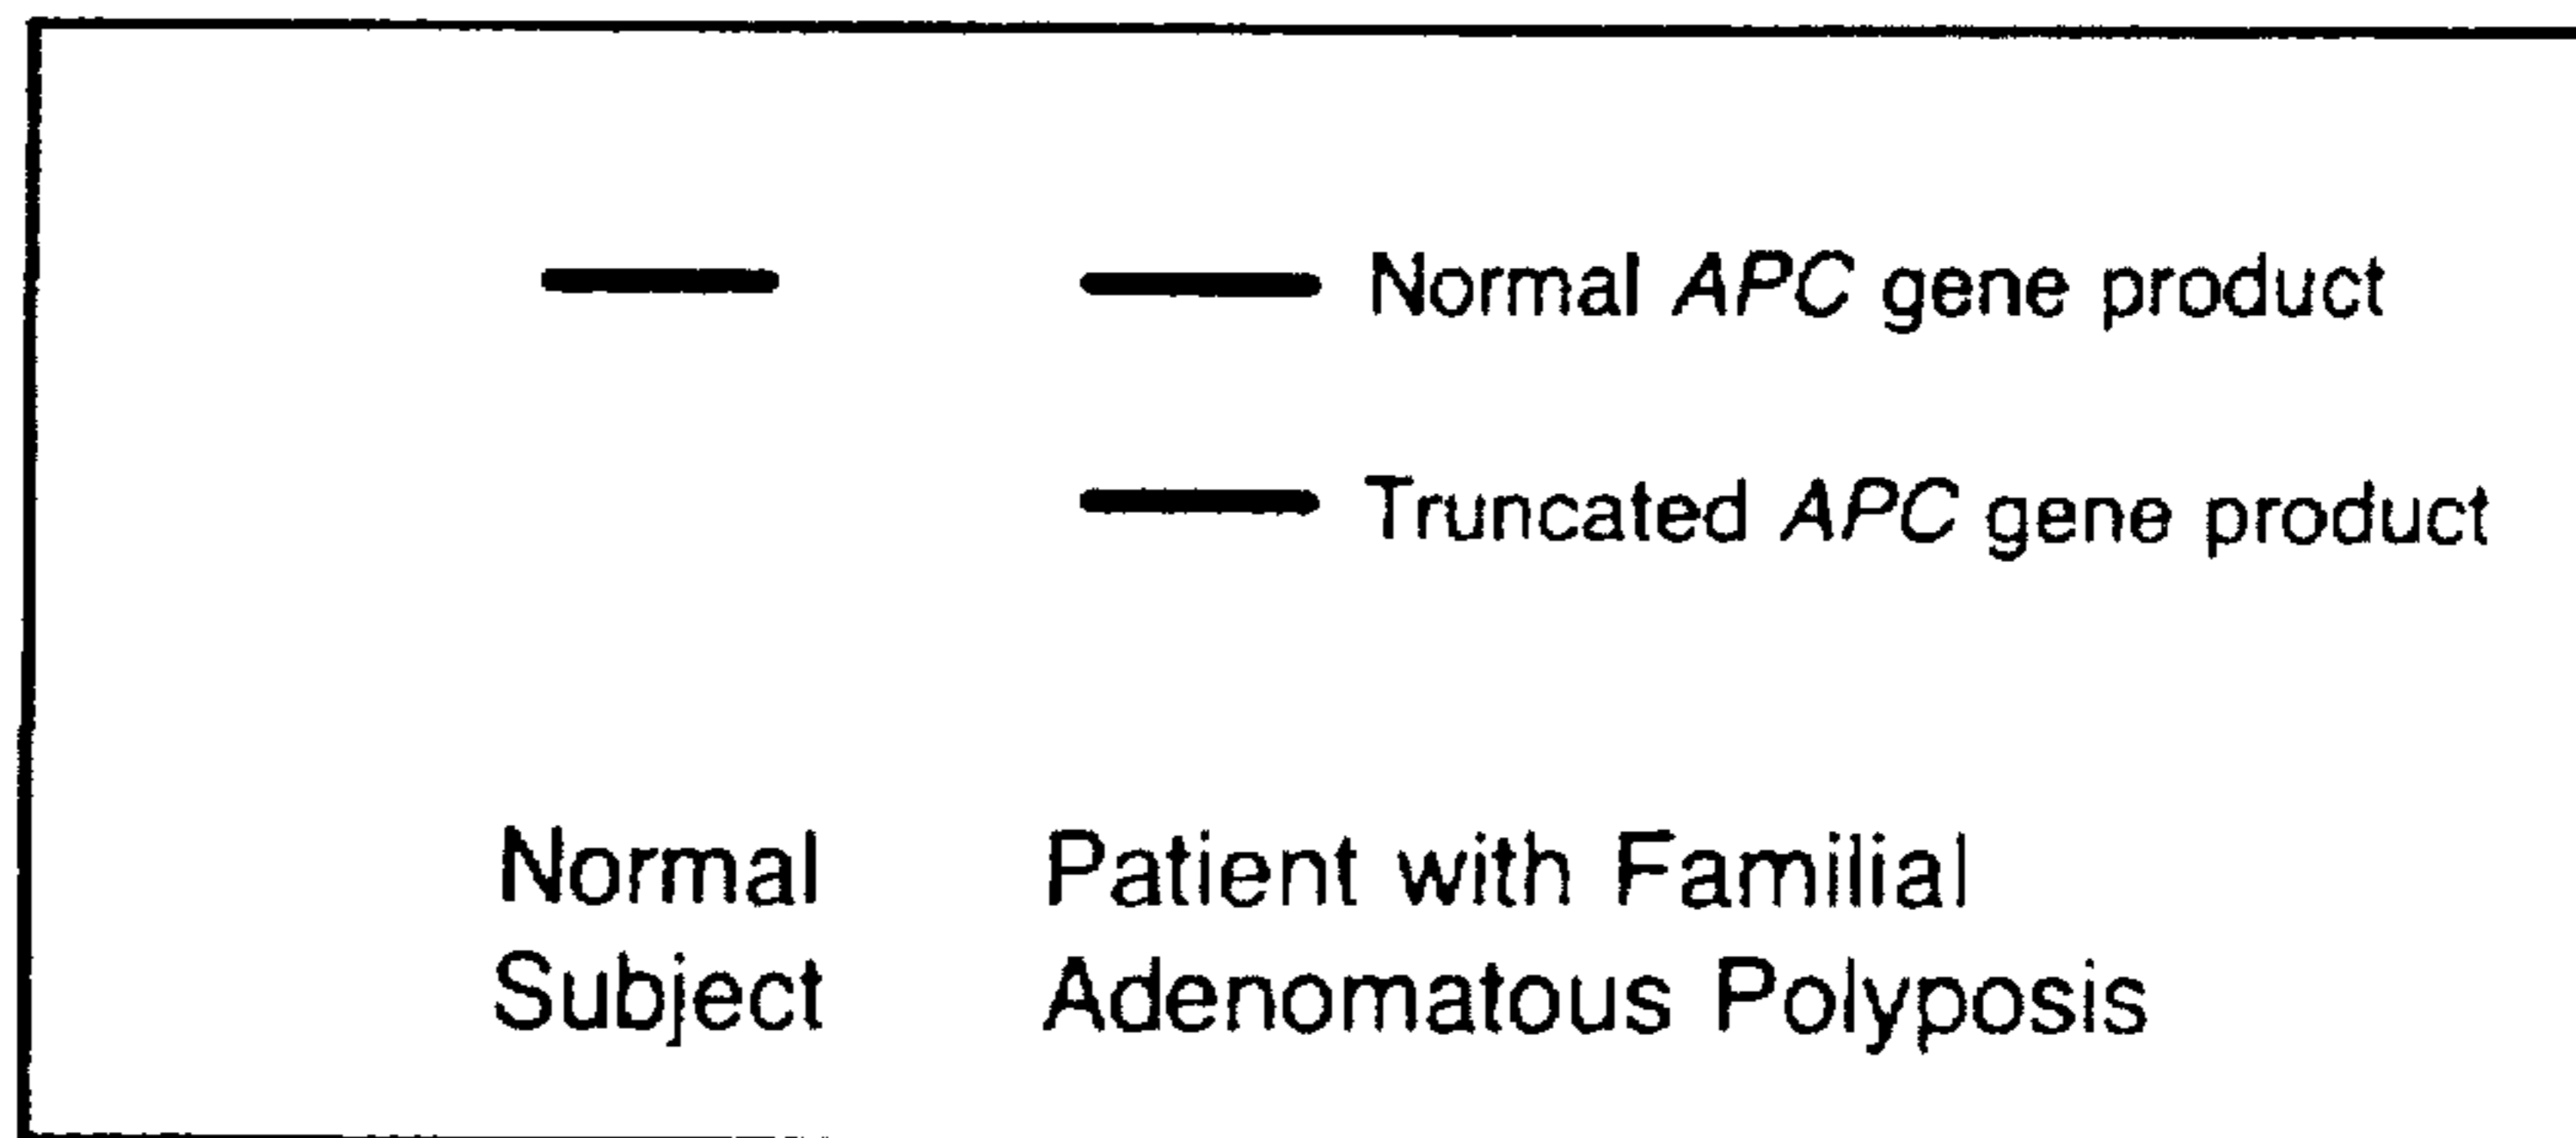 Normal APC gene product
Truncated APC gene product
Normal
Subject
Patient with Familial
Adenomatous Polyposis